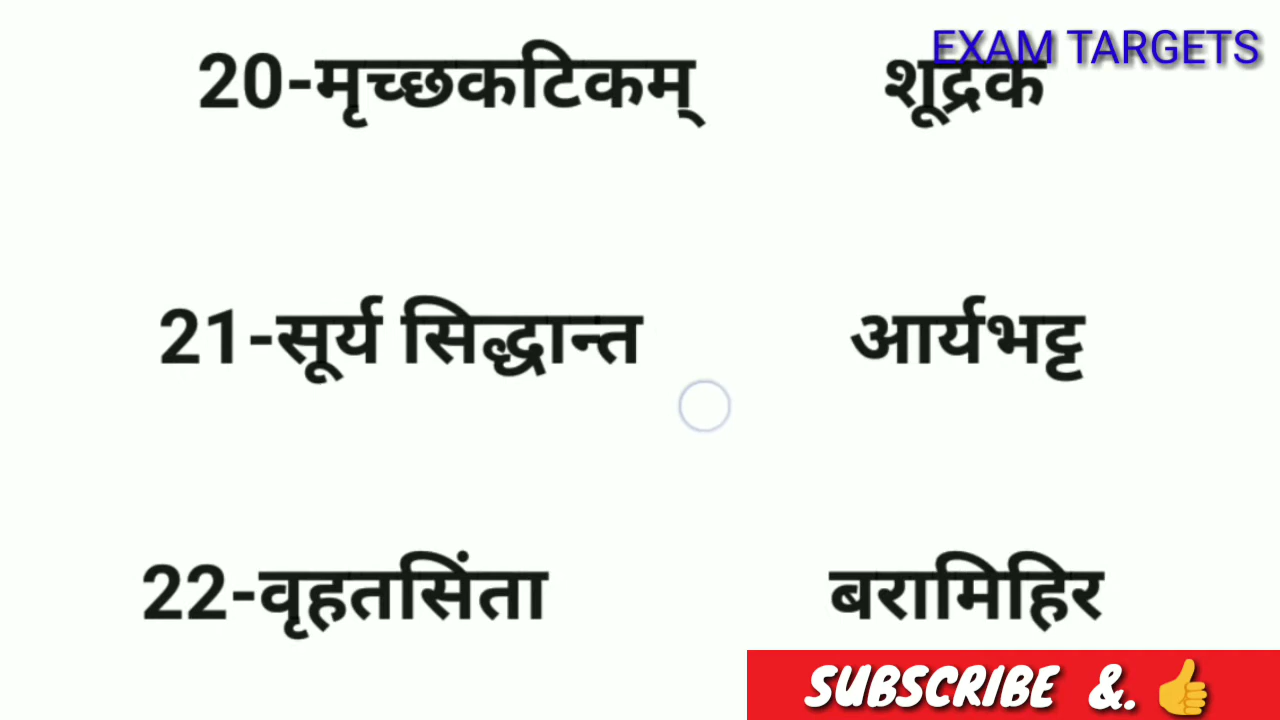 EXAM TARGETS
20-मृच्छकटिकम् शूद्रक
21-सूर्य सिद्धान्त आर्यभट्ट
22-वृहतसिंता बरामिहिर
SUBSCRIBE &.